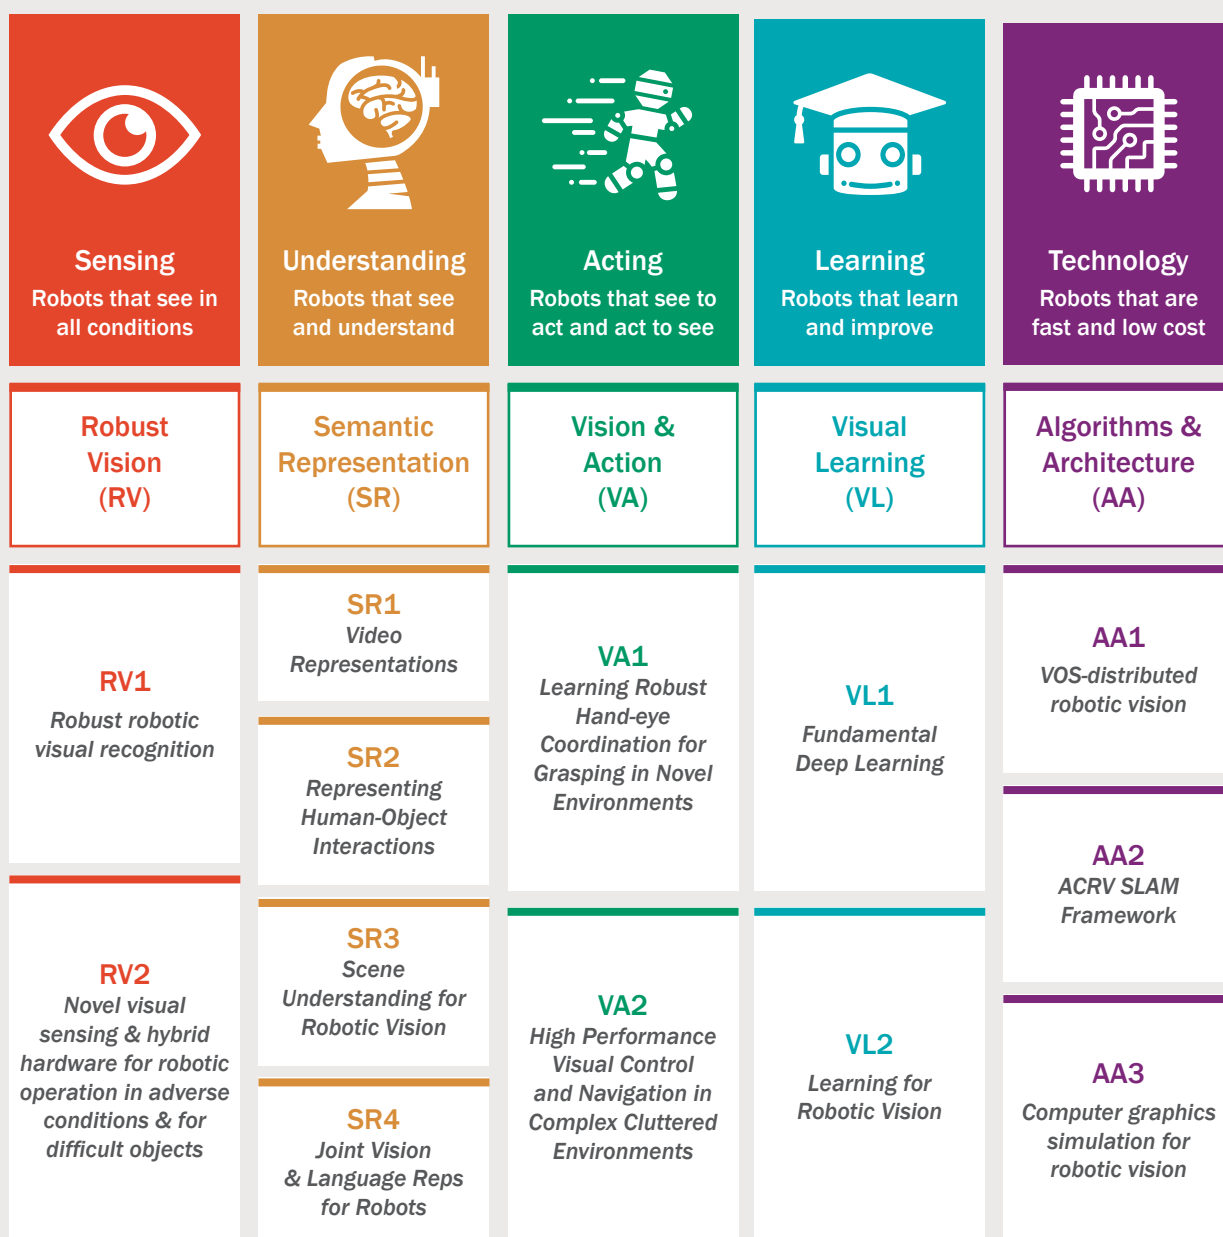 Sensing
Robots that see in
all conditions
Understanding
Robots that see
and understand
Acting
Robots that see to
act and act to see
Learning
Robots that learn
and improve
Technology
Robots that are
fast and low cost
Robust
Vision
(RV)
Semantic
Representation
(SR)
Vision &
Action
(VA)
Visual
Learning
(VL)
Algorithms &
Architecture
(AA)
RV1
Robust robotic
visual recognition
RV2
Novel visual
sensing & hybrid
hardware for robotic
operation in adverse
conditions & for
difficult objects
SR1
Video
Representations
SR2
Representing
Human-Object
Interactions
SR3
Scene
Understanding for
Robotic Vision
SR4
Joint Vision
& Language Reps
for Robots
VA1
Learning Robust
Hand-eye
Coordination for
Grasping in Novel
Environments
VA2
High Performance
Visual Control
and Navigation in
Complex Cluttered
Environments
VL1
Fundamental
Deep Learning
VL2
Learning for
Robotic Vision
AA1
VOS-distributed
robotic vision
AA2
ACRV SLAM
Framework
AA3
Computer graphics
simulation for
robotic vision